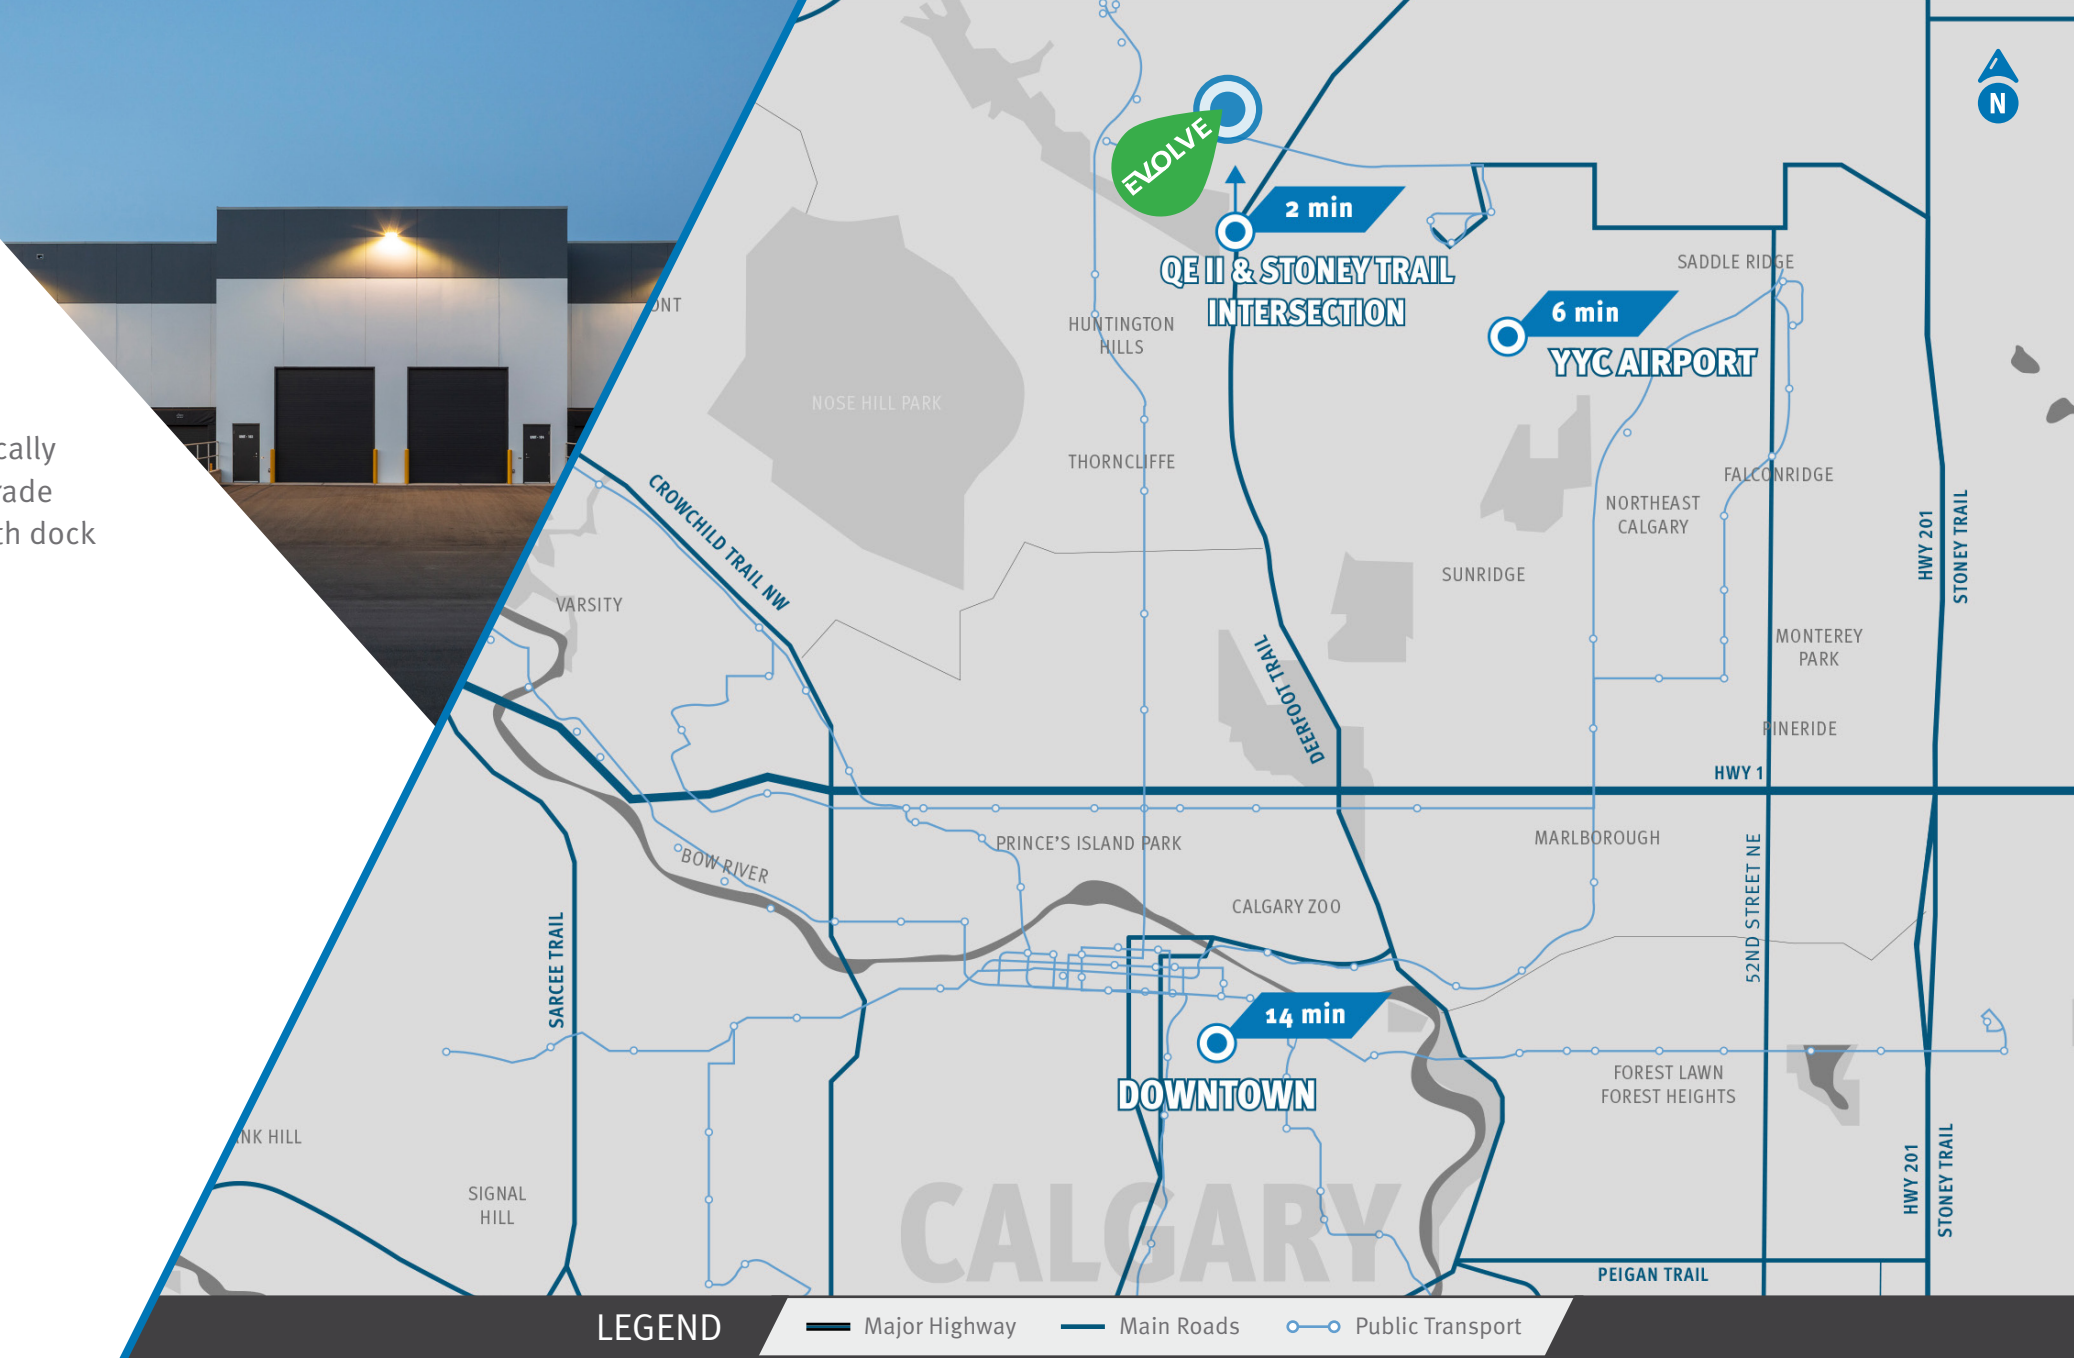 cally
rade
th dock
N
EVOLVE
2 min
QE II & STONEY TRAIL
INTERSECTION
SADDLE RIDGE
6 min
YYC AIRPORT
ONT
HUNTINGTON
HILLS
NOSE HILL PARK
THORNCLIFFE
FALCONRIDGE
NORTHEAST
CALGARY
CROWCHILD TRAIL NW
HWY 201
STONEY TRAIL
SUNRIDGE
VARSITY
MONTEREY
PARK
DEERFOOT TRAIL
PINERIDE
HWY 1
PRINCE'S ISLAND PARK
MARLBOROUGH
BOW RIVER
CALGARY ZOO
52ND STREET NE
SARCEE TRAIL
14 min
DOWNTOWN
FOREST LAWN
FOREST HEIGHTS
NK HILL
SIGNAL
HILL
CALGARY
HWY 201
STONEY TRAIL
PEIGAN TRAIL
LEGEND
Major Highway
Main Roads
Public Transport